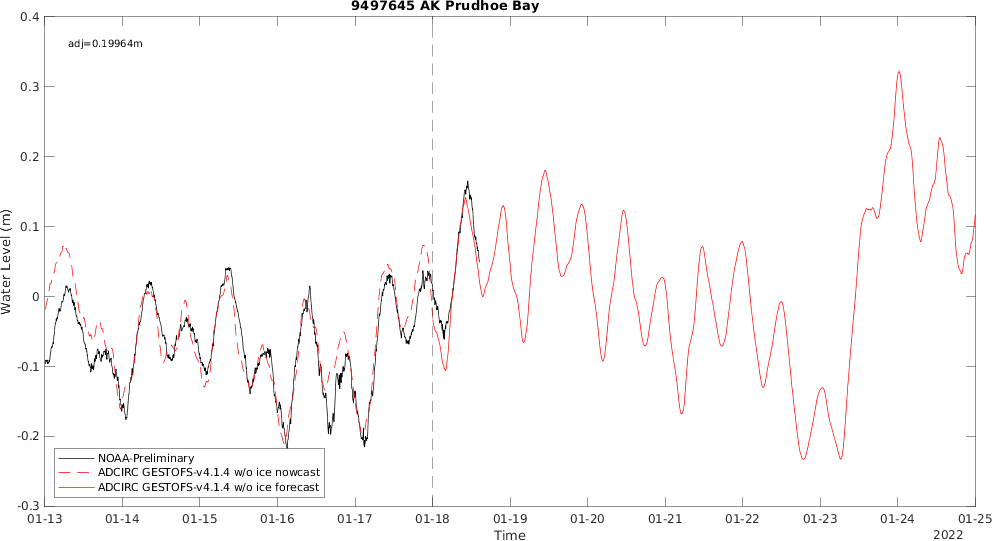 9497645 AK Prudhoe Bay
adj=0.19964m
Water Level (m)
0.4
0.3
0.2
0.1
0
-0.1
-0.2
-0.3
NOAA-Preliminary
ADCIRC GESTOFS-v4.1.4 w/o ice nowcast
ADCIRC GESTOFS-v4.1.4 w/o ice forecast
01-13 01-14 01-15 01-16 01-17 01-18 01-19 01-20 01-21 01-22 01-23 01-24 01-25
Time
2022